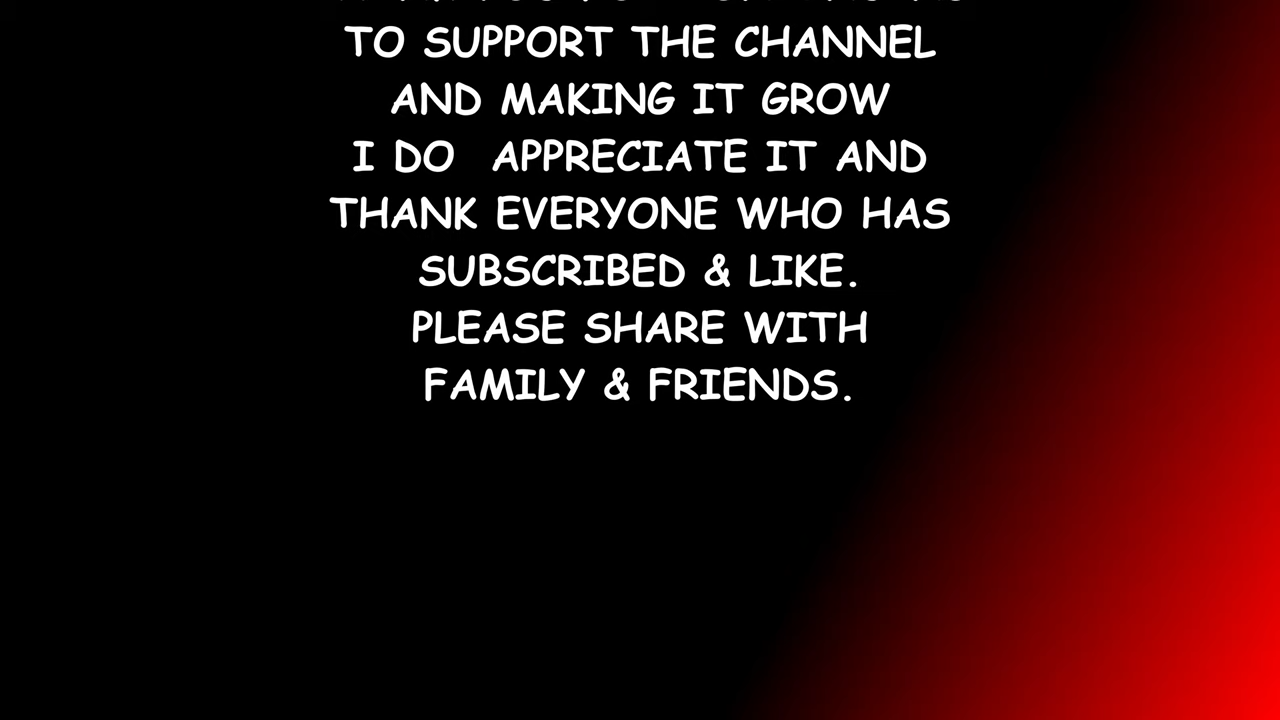 TO SUPPORT THE CHANNEL
AND MAKING IT GROW
I DO  APPRECIATE IT AND
THANK EVERYONE WHO HAS
SUBSCRIBED & LIKE.
PLEASE SHARE WITH
FAMILY & FRIENDS.